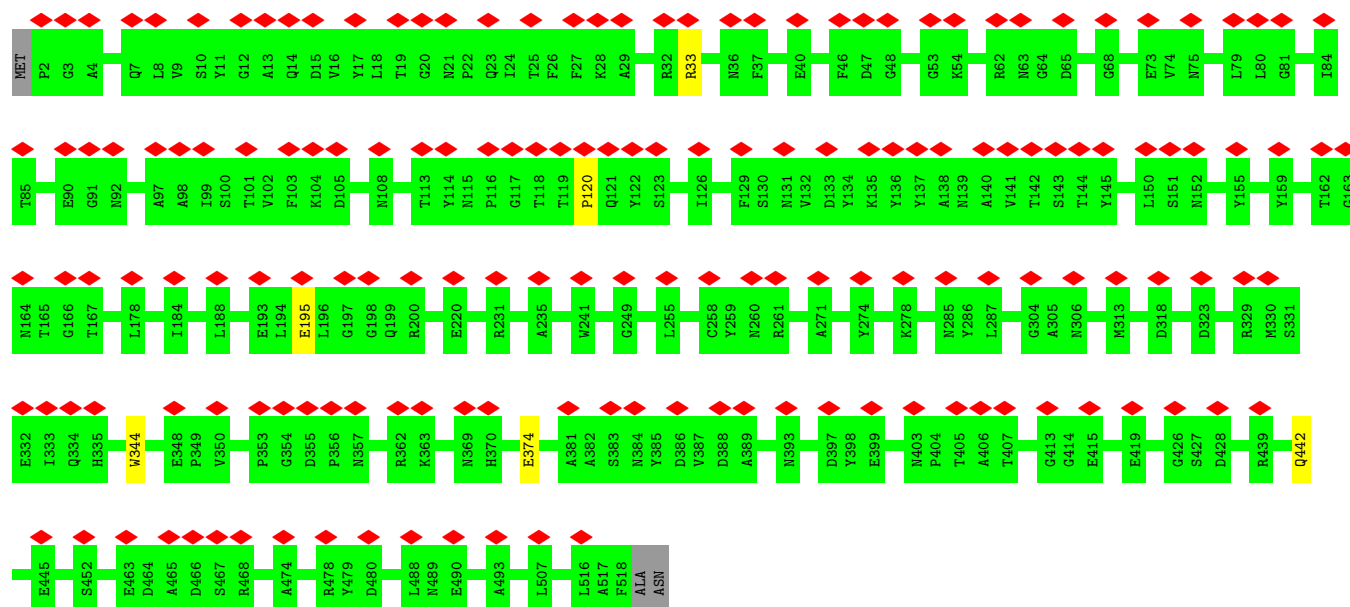 MET P2 G3 A4 Q7 L8 V9 S10 Y11 G12 A13 Q14 D15 V16 Y17 L18 T19 G20 N21 P22 Q23 I24 T25 F26 F27 K28 A29 R32 R33 N36 F37 E40 F46 D47 G48 G53 K54 R62 N63 G64 D65 G68 E73 V74 N75 L79 L80 G81 I84
T85 E90 G91 N92 A97 A98 I99 S100 T101 V102 F103 K104 D105 N108 T113 Y114 N115 P116 G117 T118 T119 P120 Q121 Y122 S123 I126 F129 S130 N131 V132 D133 Y134 K135 Y136 Y137 A138 N139 A140 V141 T142 S143 T144 Y145 L150 S151 N152 Y155 Y159 T162 G163
N164 T165 G166 T167 L178 I184 L188 E193 L194 E195 L196 G197 G198 Q199 R200 E220 R231 A235 W241 G249 L255 C258 Y259 N260 R261 A271 Y274 K278 N285 Y286 L287 G304 A305 N306 M313 D318 D323 R329 M330 S331
E332 I333 Q334 H335 W344 E348 P349 V350 P353 G354 D355 P356 N357 R362 K363 N369 H370 E374 A381 A382 S383 N384 Y385 D386 V387 D388 A389 N393 D397 Y398 E399 N403 P404 T405 A406 T407 G413 G414 E415 E419 G426 S427 D428 R439 Q442
E445 S452 E463 D464 A465 D466 S467 R468 A474 R478 Y479 D480 L488 N489 E490 A493 L507 L516 A517 F518 ALA ASN